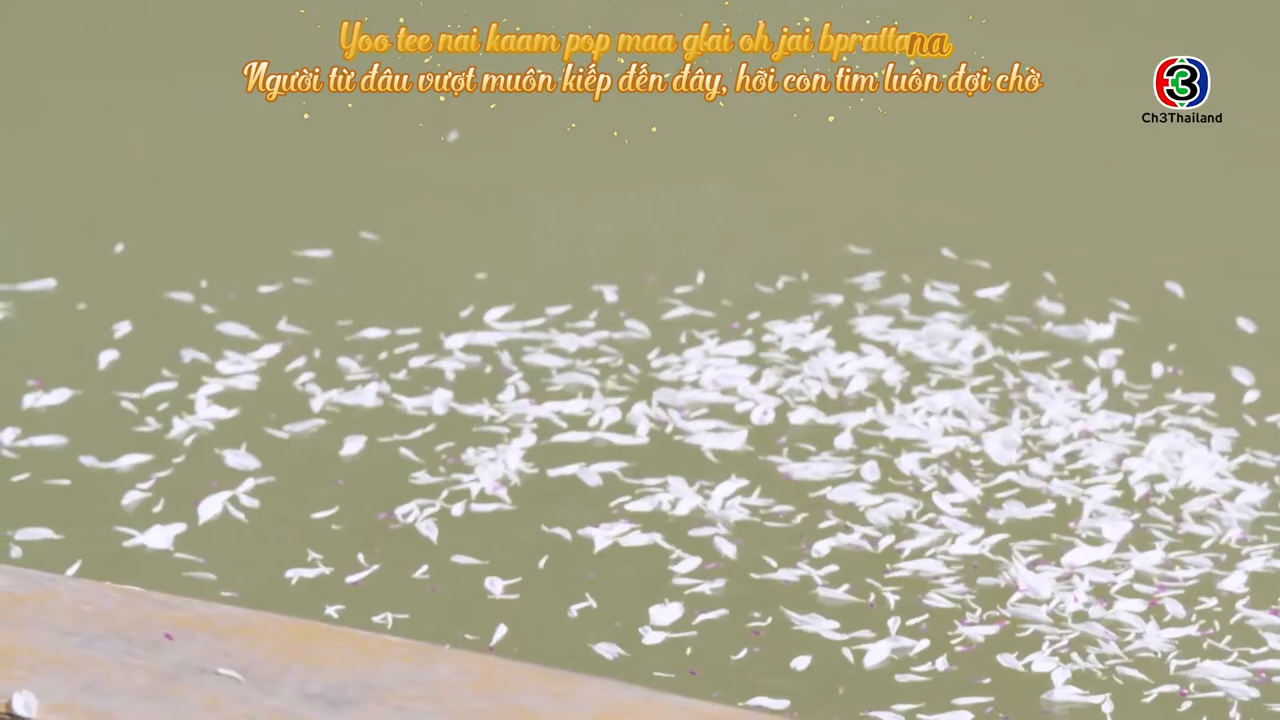 Yoo tee nai kaam pop maa glai oh jai bprattana
Người từ đâu vượt muôn kiếp đến đây, hỡi con tim luôn đợi chờ
3
Ch3Thailand